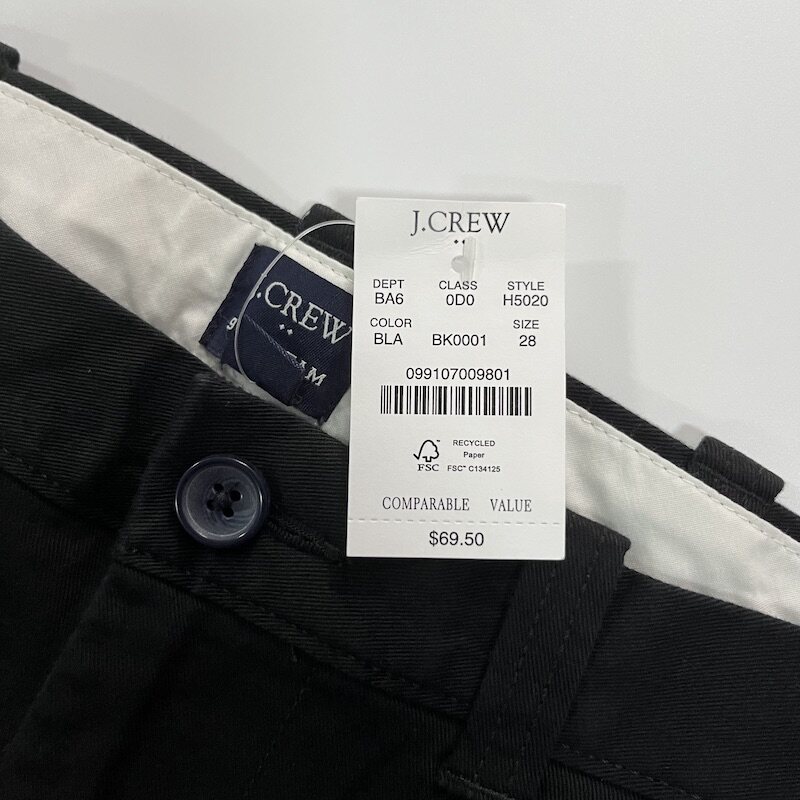 J.CREW
DEPT CLASS STYLE
BA6 0D0 H5020
COLOR SIZE
BLA BK0001 28
099107009801
RECYCLED
Paper
FSC
FSC™ C134125
COMPARABLE VALUE
$69.50
J.CREW